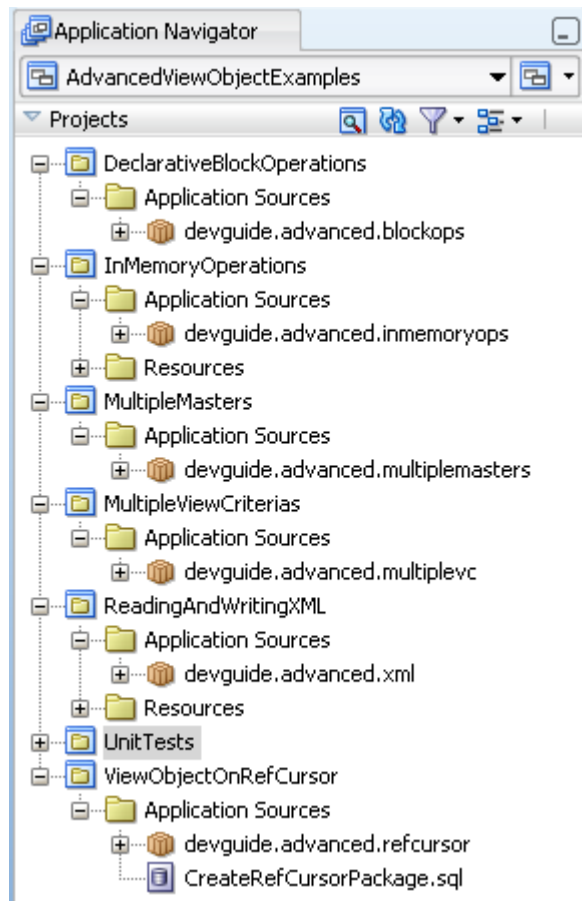 Application Navigator
AdvancedViewObjectExamples
Projects
DeclarativeBlockOperations
Application Sources
devguide.advanced.blockops
InMemoryOperations
Application Sources
devguide.advanced.inmemoryops
Resources
MultipleMasters
Application Sources
devguide.advanced.multiplemasters
MultipleViewCriterias
Application Sources
devguide.advanced.multiplevc
ReadingAndWritingXML
Application Sources
devguide.advanced.xml
Resources
UnitTests
ViewObjectOnRefCursor
Application Sources
devguide.advanced.refcursor
CreateRefCursorPackage.sql